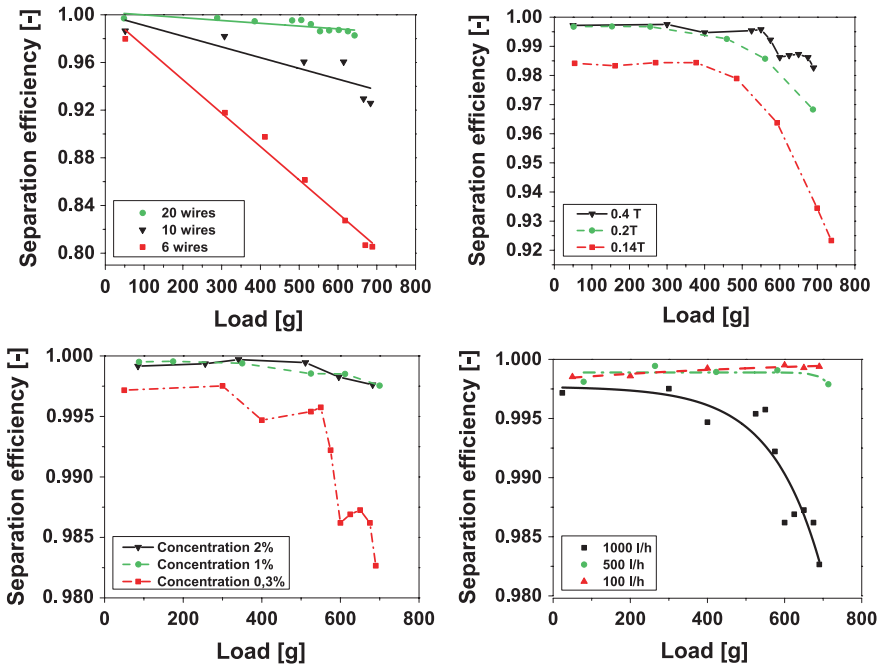 Separation efficiency [-]
1.00
0.96
0.92
0.88
0.84
0.80
20 wires
10 wires
6 wires
0 100 200 300 400 500 600 700 800
Load [g]
Separation efficiency [-]
1.00
0.99
0.98
0.97
0.96
0.95
0.94
0.93
0.92
0.4 T
0.2T
0.14T
0 100 200 300 400 500 600 700 800
Load [g]
Separation efficiency [-]
1.000
0.995
0.990
0.985
0.980
Concentration 2%
Concentration 1%
Concentration 0,3%
0 200 400 600 800
Load [g]
Separation efficiency [-]
1.000
0.995
0.990
0.985
0.980
1000 l/h
500 l/h
100 l/h
0 200 400 600 800
Load [g]